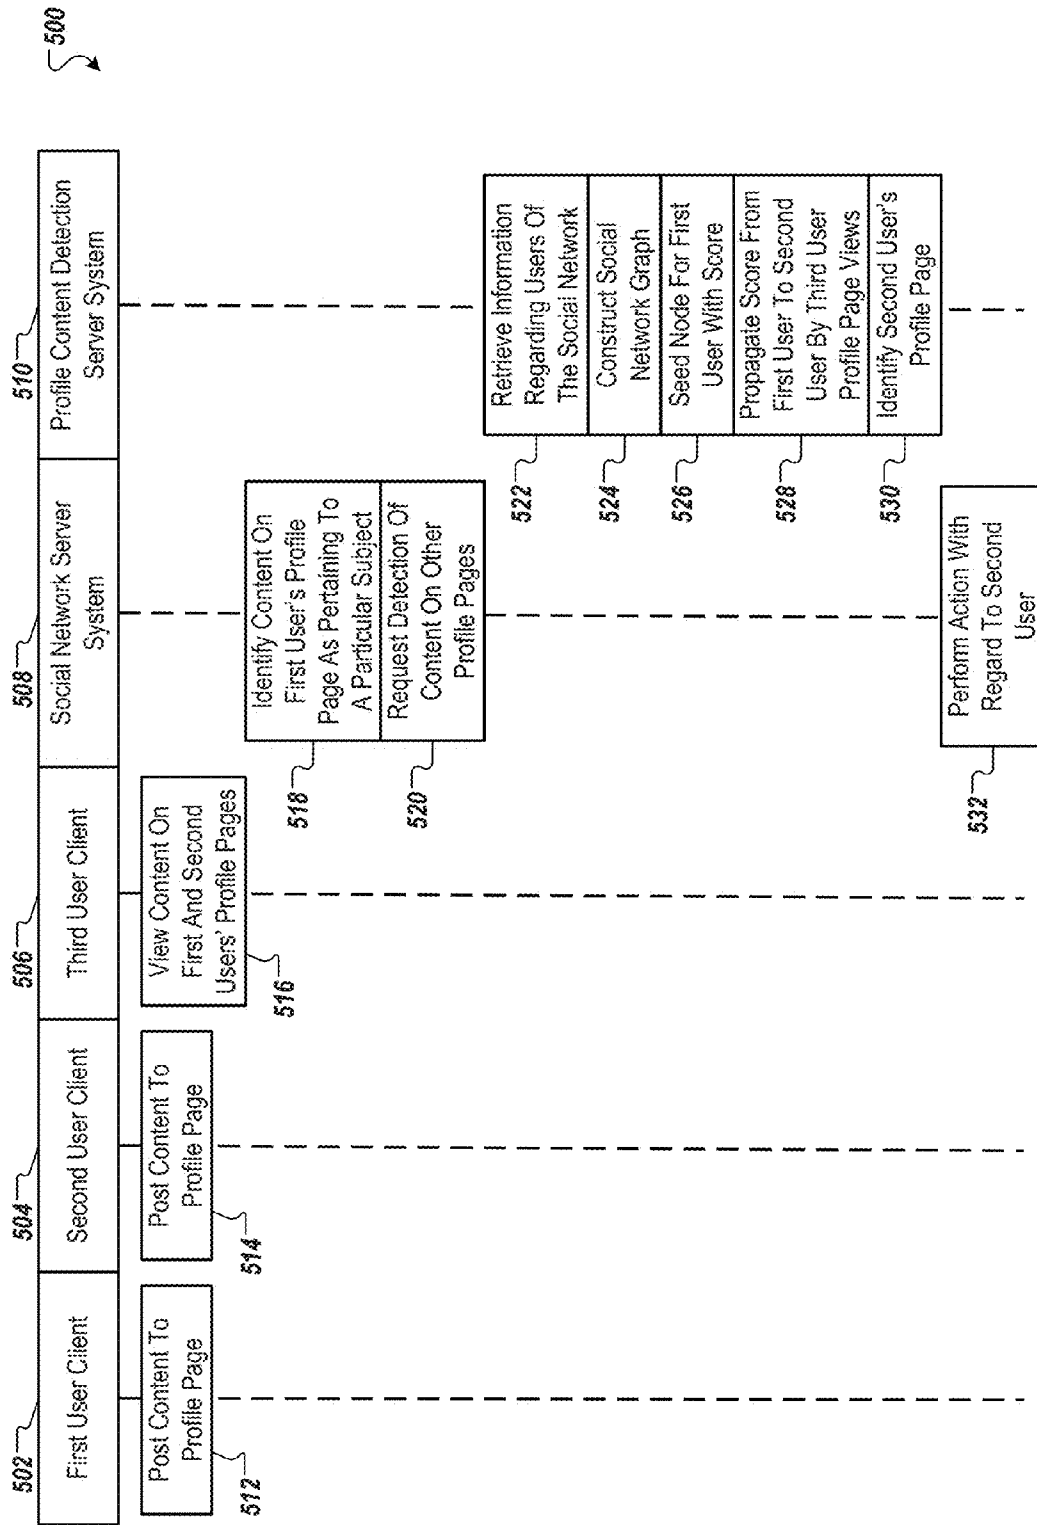 500
502
504
506
508
510
First User Client
Second User Client
Third User Client
Social Network Server
System
Profile Content Detection
Server System
Post Content To
Profile Page
512
Post Content To
Profile Page
514
View Content On
First And Second
Users' Profile Pages
516
Identify Content On
First User's Profile
Page As Pertaining To
A Particular Subject
518
Request Detection Of
Content On Other
Profile Pages
520
Retrieve Information
Regarding Users Of
The Social Network
522
Construct Social
Network Graph
524
Seed Node For First
User With Score
526
Propagate Score From
First User To Second
User By Third User
Profile Page Views
528
Identify Second User's
Profile Page
530
Perform Action With
Regard To Second
User
532